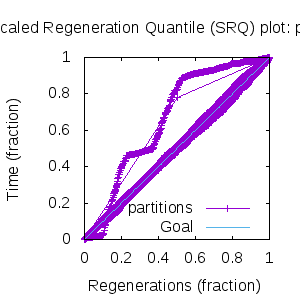 caled Regeneration Quantile (SRQ) plot: p
1
0.8
0.6
0.4
0.2
0
0 0.2 0.4 0.6 0.8 1
Time (fraction)
Regenerations (fraction)
partitions
Goal